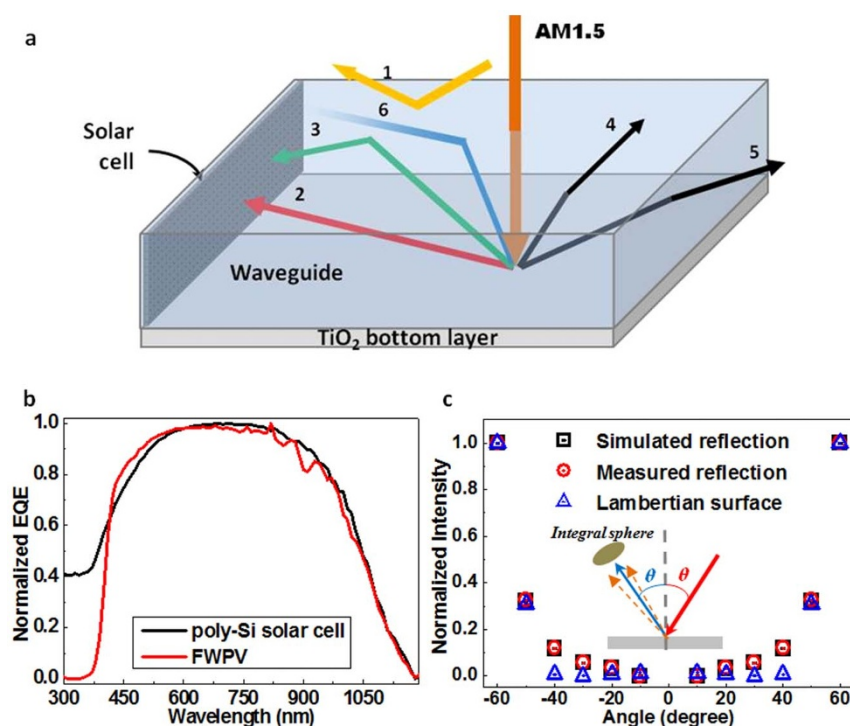 a
AM1.5
1
6
3
4
5
Solar
cell
2
Waveguide
TiO₂ bottom layer
b
1.0
0.8
0.6
0.4
0.2
0.0
Normalized EQE
poly-Si solar cell
FWPV
300 450 600 750 900 1050
Wavelength (nm)
c
1.0
0.8
0.6
0.4
0.2
0.0
Normalized Intensity
Simulated reflection
Measured reflection
Lambertian surface
Integral sphere
θ θ
-60 -40 -20 0 20 40 60
Angle (degree)